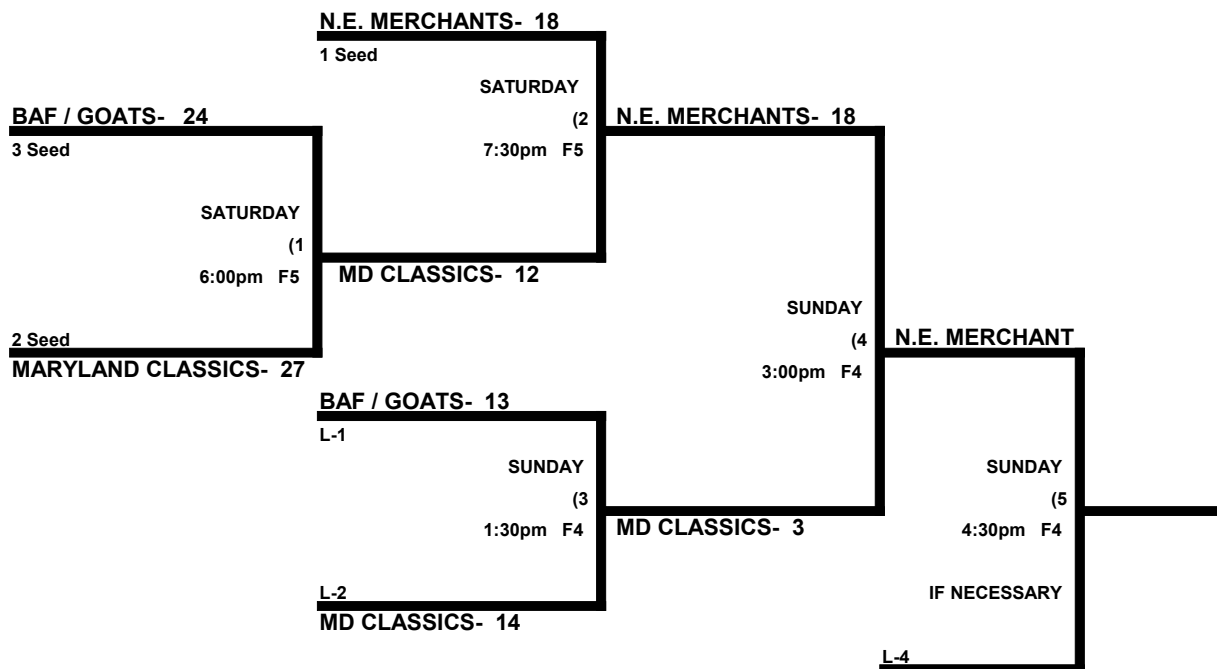 N.E. MERCHANTS- 18
1 Seed
SATURDAY
BAF / GOATS- 24
(2
N.E. MERCHANTS- 18
3 Seed
7:30pm F5
SATURDAY
(1
6:00pm F5
MD CLASSICS- 12
SUNDAY
2 Seed
(4
N.E. MERCHANT
MARYLAND CLASSICS- 27
3:00pm F4
BAF / GOATS- 13
L-1
SUNDAY
SUNDAY
(3
(5
1:30pm F4
MD CLASSICS- 3
4:30pm F4
L-2
IF NECESSARY
MD CLASSICS- 14
L-4